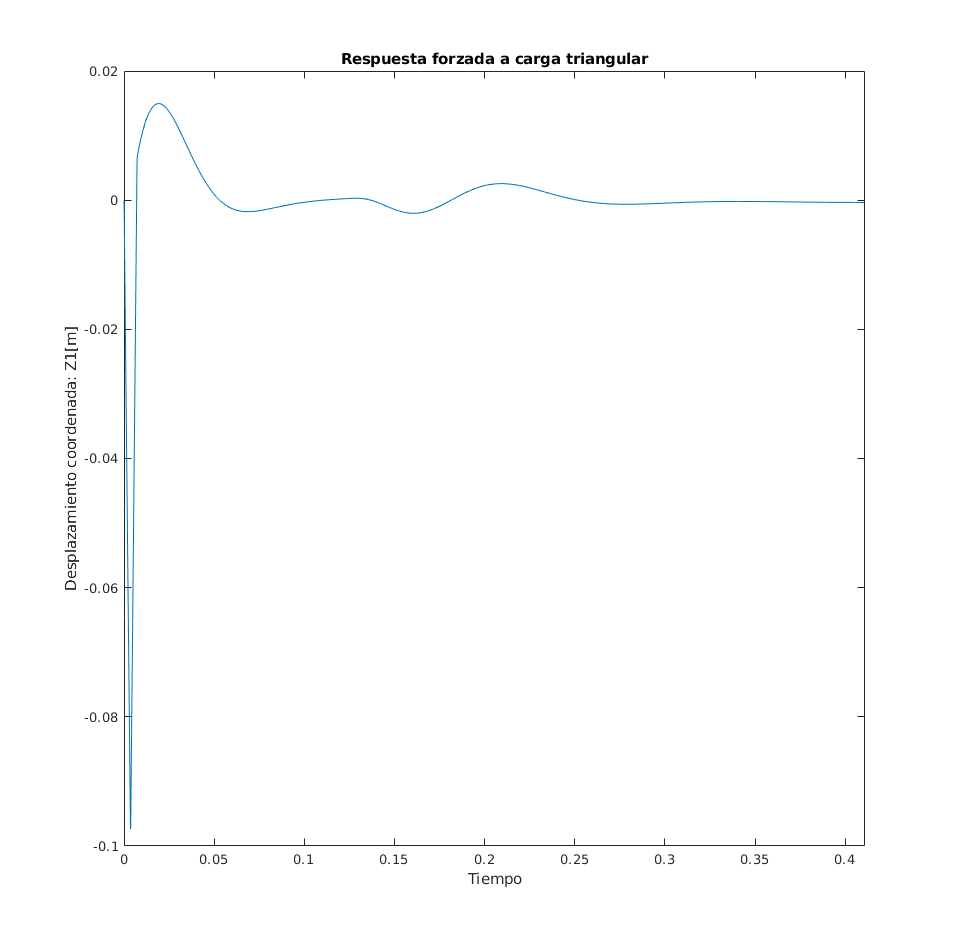 Respuesta forzada a carga triangular
0.02
0
-0.02
-0.04
-0.06
-0.08
-0.1
Desplazamiento coordenada: Z1[m]
0 0.05 0.1 0.15 0.2 0.25 0.3 0.35 0.4
Tiempo